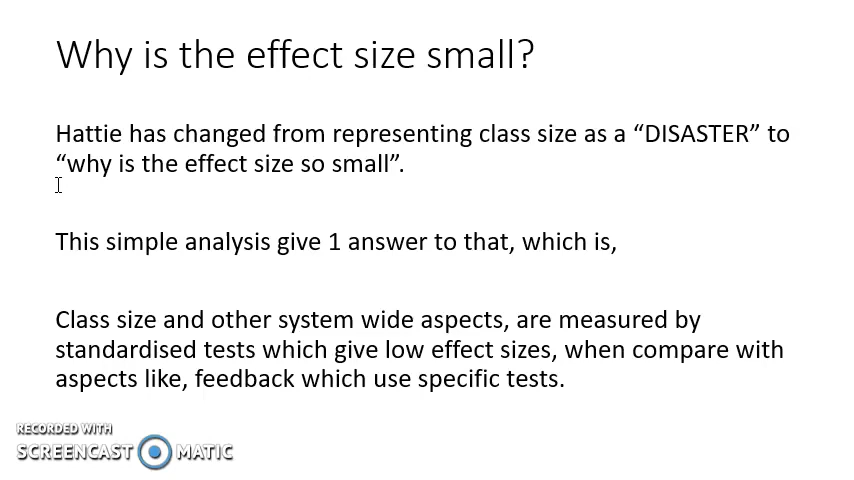 Why is the effect size small?
Hattie has changed from representing class size as a “DISASTER” to
“why is the effect size so small”.
This simple analysis give 1 answer to that, which is,
Class size and other system wide aspects, are measured by
standardised tests which give low effect sizes, when compare with
aspects like, feedback which use specific tests.
RECORDED WITH
SCREENCAST MATIC